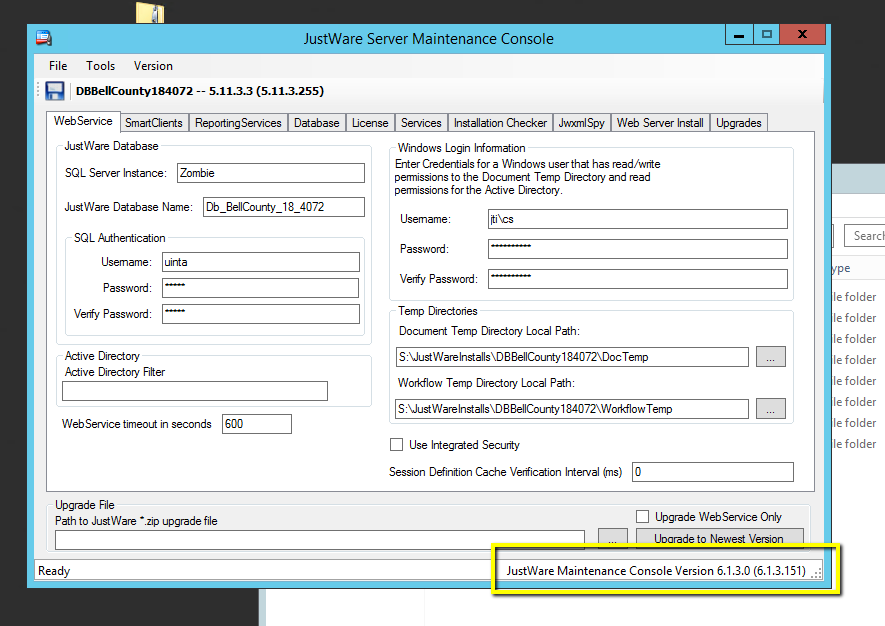 JustWare Server Maintenance Console
File Tools Version
DBBellCounty184072 -- 5.11.3.3 (5.11.3.255)
WebService SmartClients ReportingServices Database License Services Installation Checker JwxmlSpy Web Server Install Upgrades
JustWare Database
SQL Server Instance: Zombie
JustWare Database Name: Db_BellCounty_18_4072
SQL Authentication
Username: uinta
Password: *****
Verify Password: *****
Active Directory
Active Directory Filter
WebService timeout in seconds 600
Windows Login Information
Enter Credentials for a Windows user that has read/write
permissions to the Document Temp Directory and read
permissions for the Active Directory.
Username: jti\cs
Password: **********
Verify Password: **********
Temp Directories
Document Temp Directory Local Path:
S:\JustWareInstalls\DBBellCounty184072\DocTemp ...
Workflow Temp Directory Local Path:
S:\JustWareInstalls\DBBellCounty184072\WorkflowTemp ...
Use Integrated Security
Session Definition Cache Verification Interval (ms) 0
Upgrade File
Path to JustWare *.zip upgrade file
...
Upgrade WebService Only
Upgrade to Newest Version
Ready
JustWare Maintenance Console Version 6.1.3.0 (6.1.3.151)
Search
ype
le folder
le folder
le folder
le folder
le folder
le folder
le folder
le folder